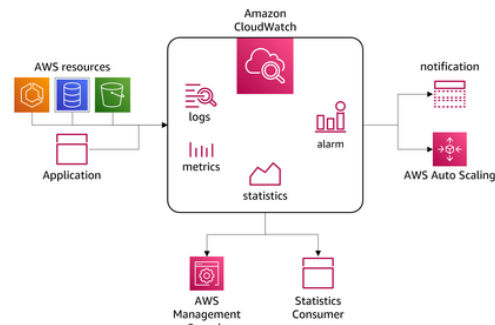 Amazon
CloudWatch
AWS resources
notification
logs
alarm
Application
metrics
AWS Auto Scaling
statistics
AWS
Management
Statistics
Consumer